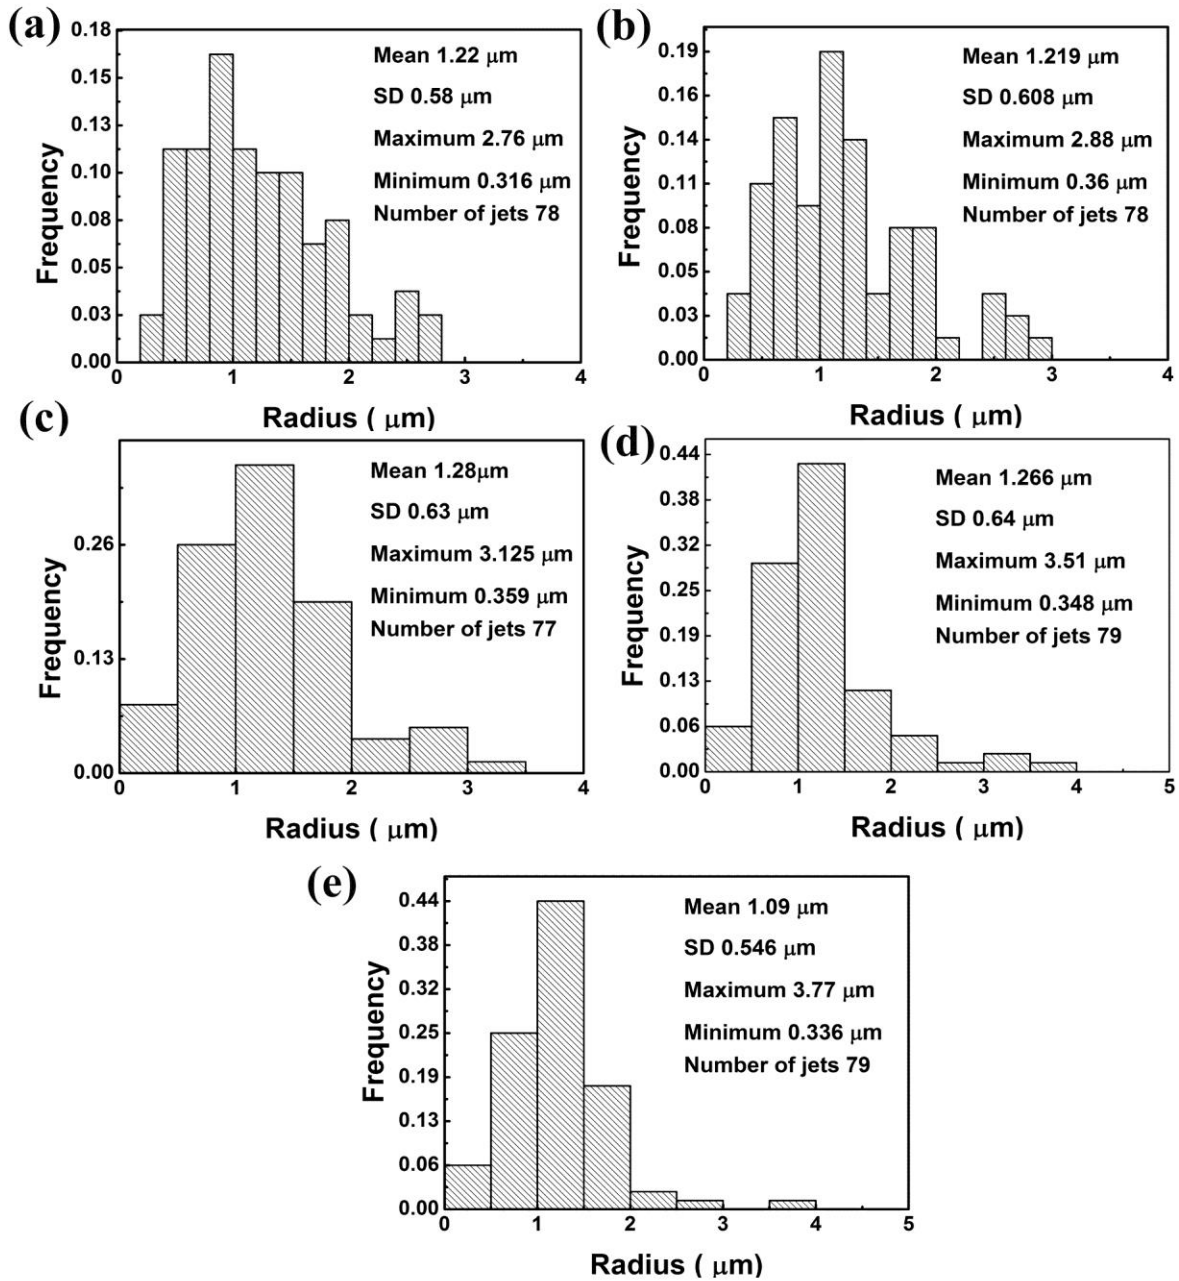 (a)
0.18
0.15
0.13
0.10
0.08
0.05
0.03
0.00
Frequency
Mean 1.22 μm
SD 0.58 μm
Maximum 2.76 μm
Minimum 0.316 μm
Number of jets 78
0 1 2 3 4
Radius ( μm)
(b)
0.19
0.16
0.14
0.11
0.08
0.05
0.03
0.00
Frequency
Mean 1.219 μm
SD 0.608 μm
Maximum 2.88 μm
Minimum 0.36 μm
Number of jets 78
0 1 2 3 4
Radius ( μm)
(c)
0.26
0.13
0.00
Frequency
Mean 1.28μm
SD 0.63 μm
Maximum 3.125 μm
Minimum 0.359 μm
Number of jets 77
0 1 2 3 4
Radius ( μm)
(d)
0.44
0.38
0.32
0.25
0.19
0.13
0.06
0.00
Frequency
Mean 1.266 μm
SD 0.64 μm
Maximum 3.51 μm
Minimum 0.348 μm
Number of jets 79
0 1 2 3 4 5
Radius ( μm)
(e)
0.44
0.38
0.32
0.25
0.19
0.13
0.06
0.00
Frequency
Mean 1.09 μm
SD 0.546 μm
Maximum 3.77 μm
Minimum 0.336 μm
Number of jets 79
0 1 2 3 4 5
Radius ( μm)